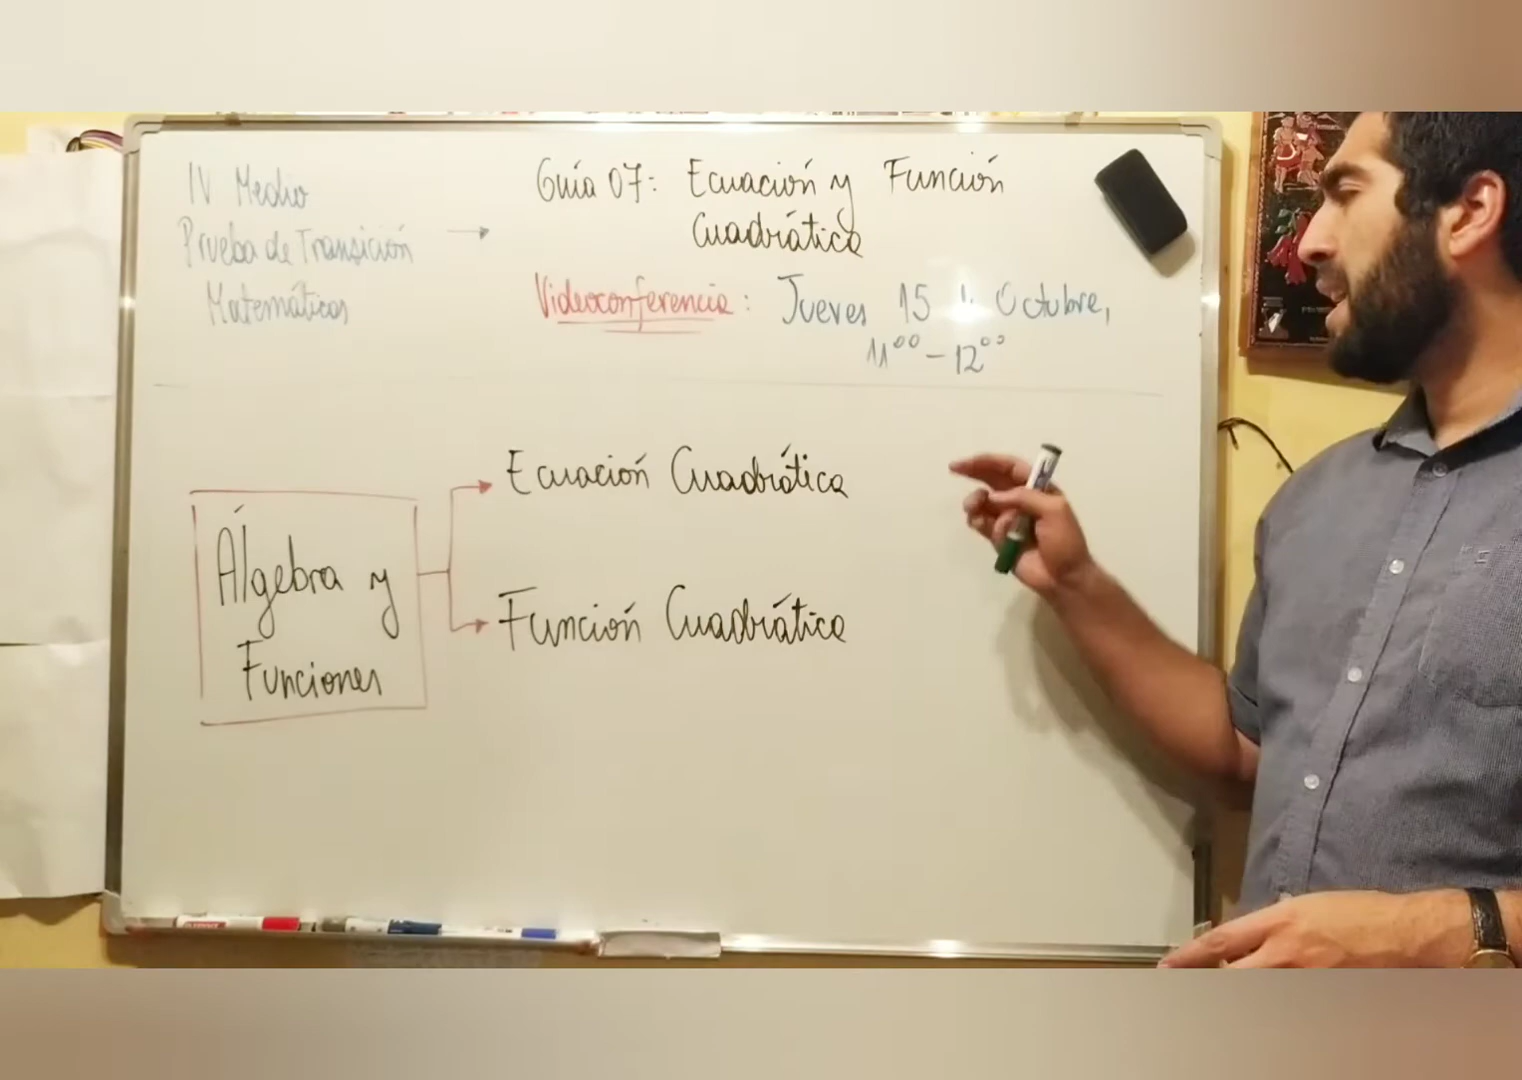 IV Medio
Prueba de Transición
Matemáticas
Guía 07: Ecuación y Función
Cuadrática
Videoconferencia: Jueves 15 Octubre,
11⁰⁰ – 12⁰⁰
Álgebra y
Funciones
Ecuación Cuadrática
Función Cuadrática